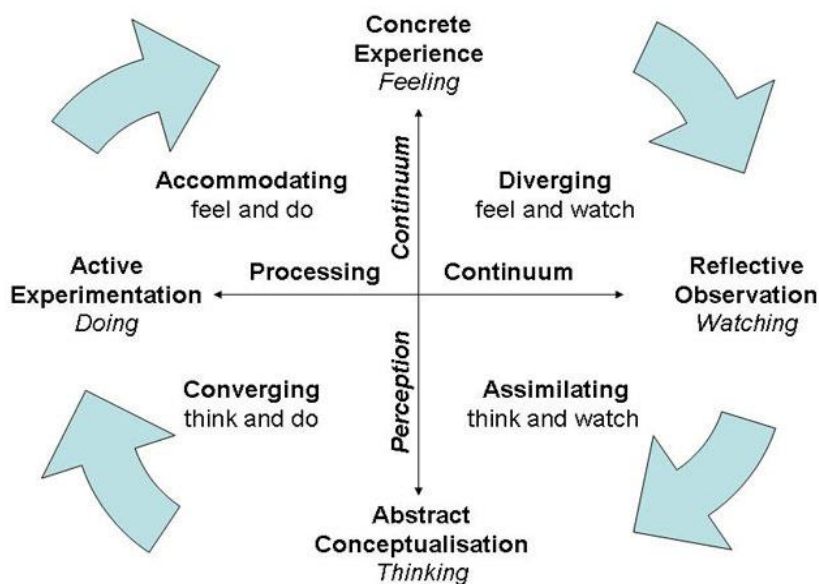 Concrete
Experience
Feeling
Accommodating
feel and do
Diverging
feel and watch
Continuum
Active
Experimentation
Doing
Processing
Continuum
Reflective
Observation
Watching
Perception
Converging
think and do
Assimilating
think and watch
Abstract
Conceptualisation
Thinking